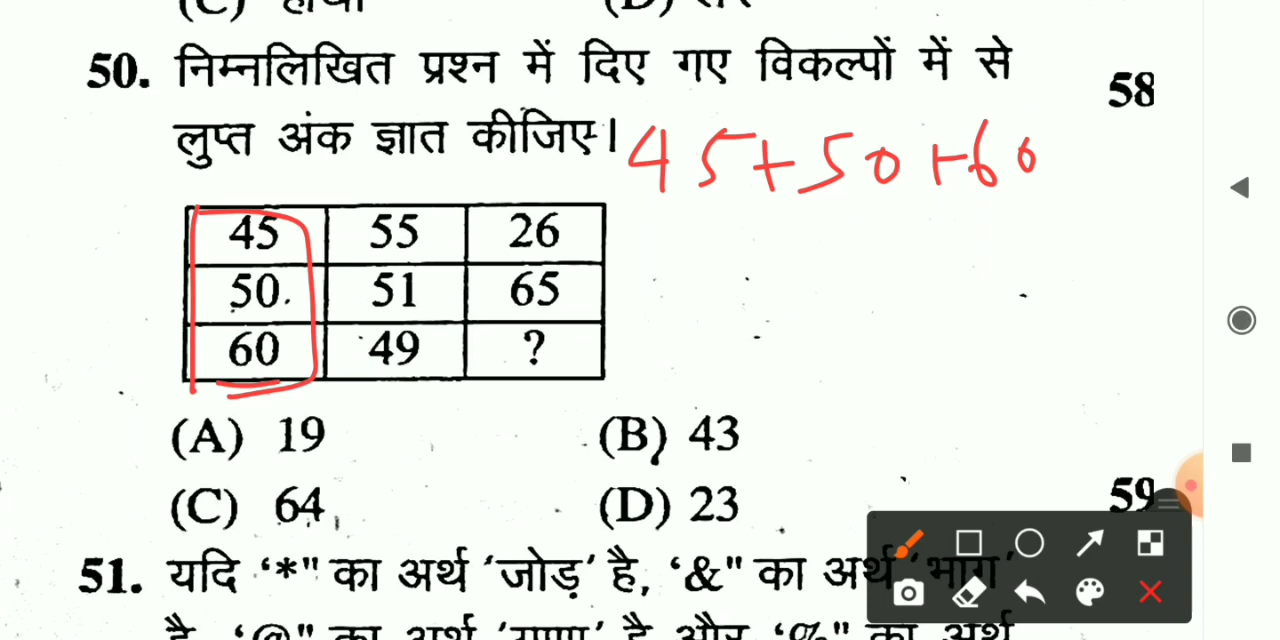 50. निम्नलिखित प्रश्न में दिए गए विकल्पों में से
लुप्त अंक ज्ञात कीजिए।
45+50+60
45 55 26
50 51 65
60 49 ?
(A) 19 (B) 43
(C) 64 (D) 23
51. यदि ‘*" का अर्थ ‘जोड़’ है, ‘&" का अर्थ ‘भाग’
58
59